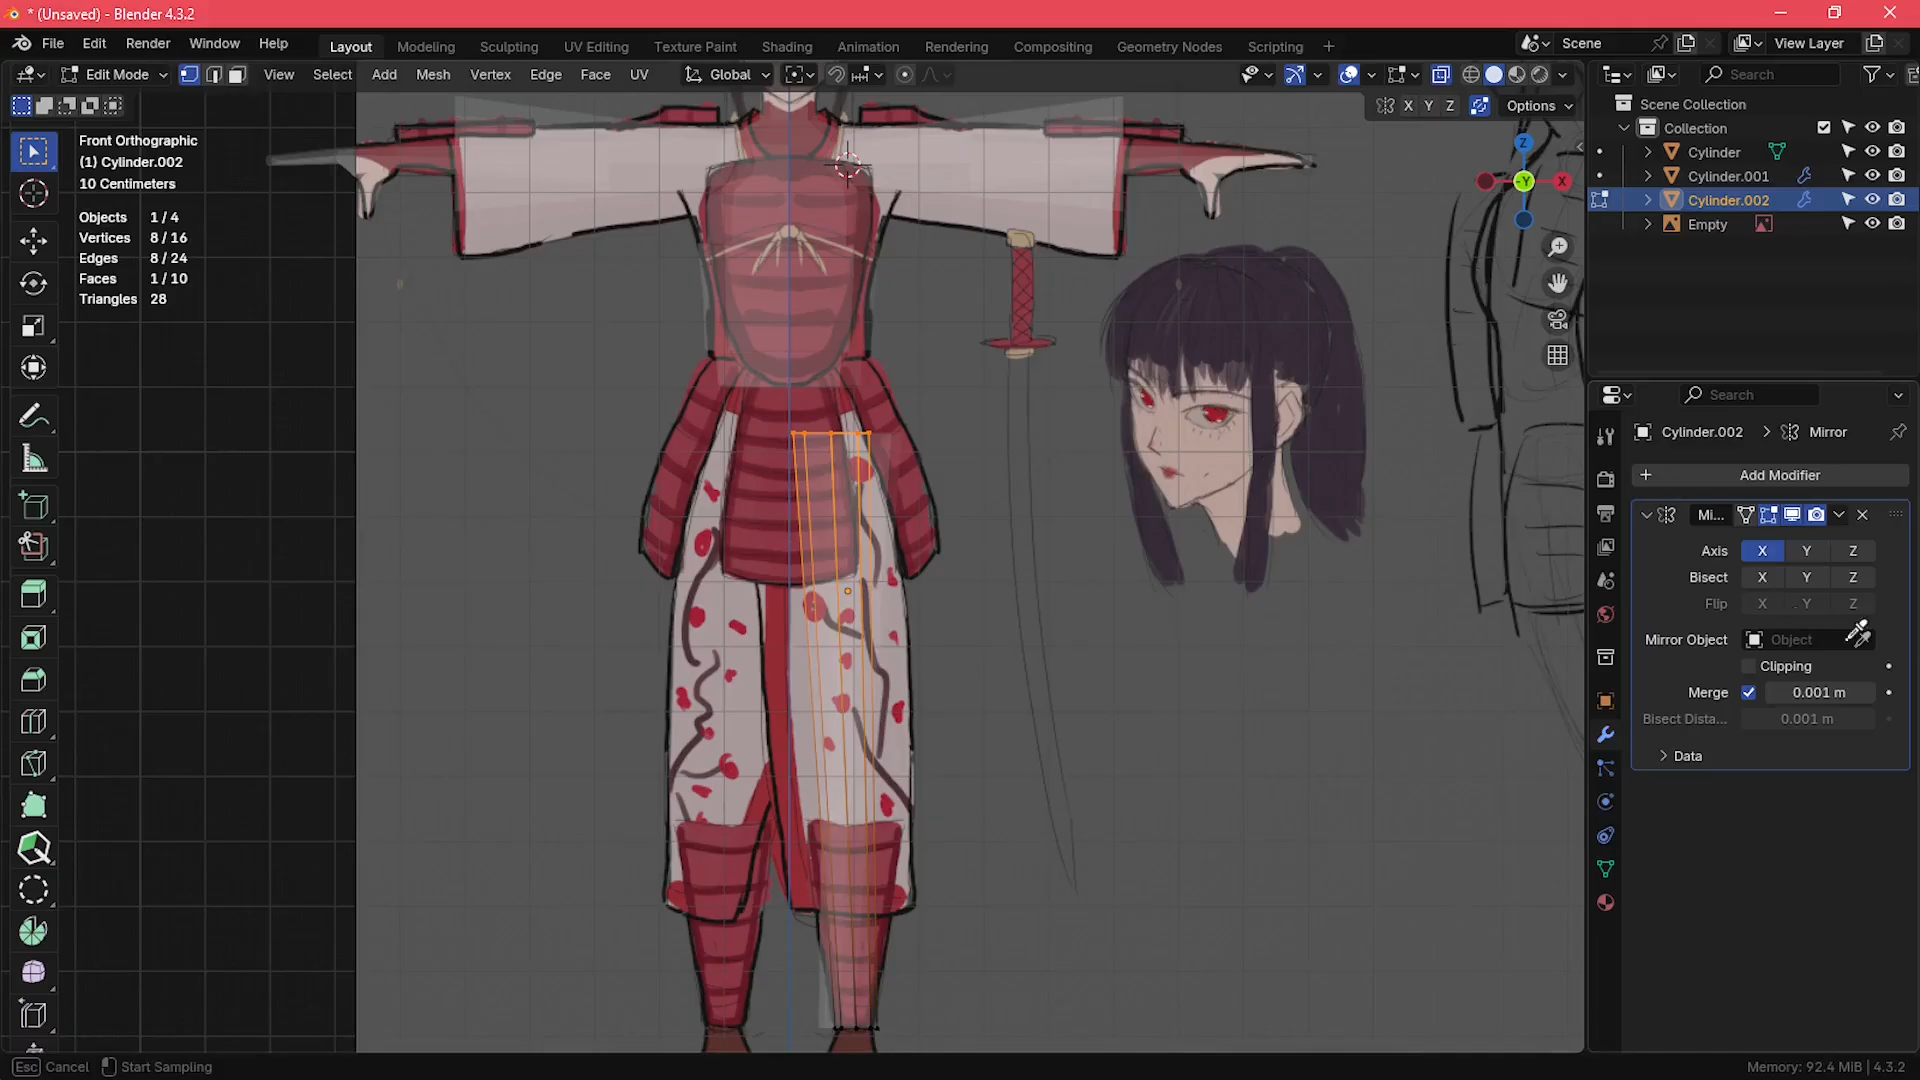 * (Unsaved) - Blender 4.3.2
File Edit Render Window Help Layout Modeling Sculpting UV Editing Texture Paint Shading Animation Rendering Compositing Geometry Nodes Scripting + Scene View Layer
Edit Mode View Select Add Mesh Vertex Edge Face UV Global Search
X Y Z Options
Scene Collection
Collection
Cylinder
Cylinder.001
Cylinder.002
Empty
Front Orthographic
(1) Cylinder.002
10 Centimeters
Objects 1 / 4
Vertices 8 / 16
Edges 8 / 24
Faces 1 / 10
Triangles 28
Z
-Y X
Search
Cylinder.002 > Mirror
+ Add Modifier
Mi...
Axis X Y Z
Bisect X Y Z
Flip X Y Z
Mirror Object Object
Clipping
Merge 0.001 m
Bisect Dista... 0.001 m
Data
Esc Cancel Start Sampling Memory: 92.4 MiB | 4.3.2